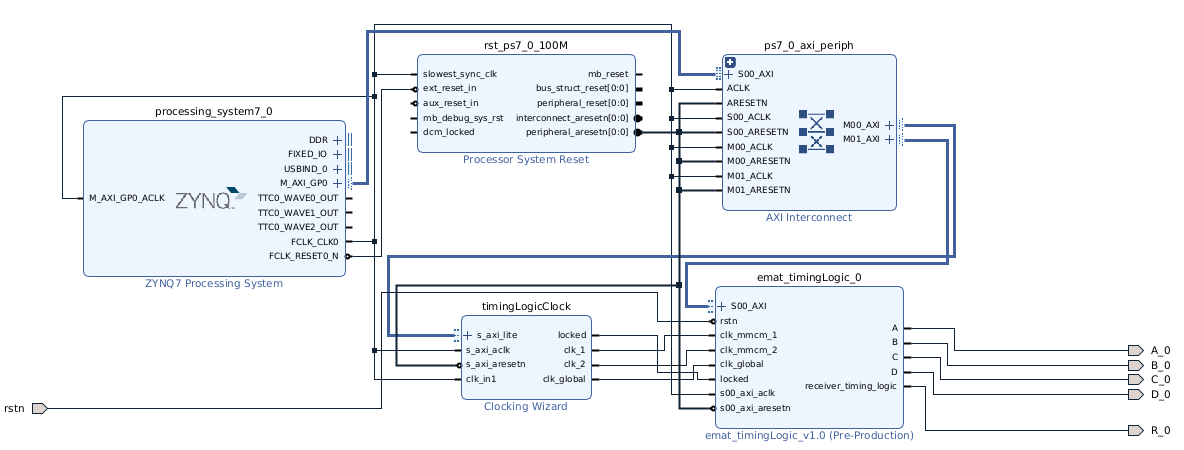 rst_ps7_0_100M
slowest_sync_clk
ext_reset_in
aux_reset_in
mb_debug_sys_rst
dcm_locked
mb_reset
bus_struct_reset[0:0]
peripheral_reset[0:0]
interconnect_aresetn[0:0]
peripheral_aresetn[0:0]
Processor System Reset
ps7_0_axi_periph
S00_AXI
ACLK
ARESETN
S00_ACLK
S00_ARESETN
M00_ACLK
M00_ARESETN
M01_ACLK
M01_ARESETN
M00_AXI
M01_AXI
AXI Interconnect
processing_system7_0
M_AXI_GP0_ACLK
ZYNQ
DDR
FIXED_IO
USBIND_0
M_AXI_GP0
TTC0_WAVE0_OUT
TTC0_WAVE1_OUT
TTC0_WAVE2_OUT
FCLK_CLK0
FCLK_RESET0_N
ZYNQ7 Processing System
timingLogicClock
s_axi_lite
s_axi_aclk
s_axi_aresetn
clk_in1
locked
clk_1
clk_2
clk_global
Clocking Wizard
emat_timingLogic_0
S00_AXI
rstn
clk_mmcm_1
clk_mmcm_2
clk_global
locked
s00_axi_aclk
s00_axi_aresetn
A
B
C
D
receiver_timing_logic
emat_timingLogic_v1.0 (Pre-Production)
rstn
A_0
B_0
C_0
D_0
R_0